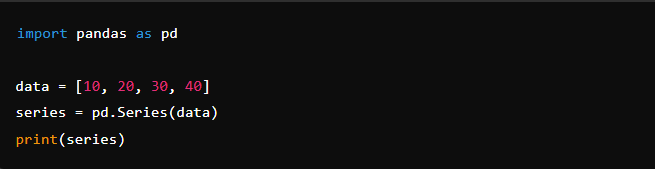 import pandas as pd
data = [10, 20, 30, 40]
series = pd.Series(data)
print(series)